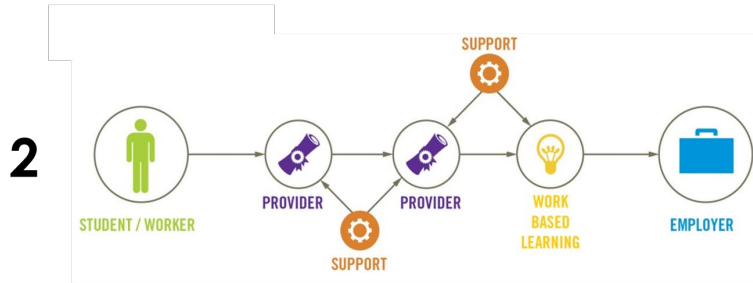 SUPPORT
2
PROVIDER
PROVIDER
WORK
BASED
LEARNING
STUDENT / WORKER
EMPLOYER
SUPPORT